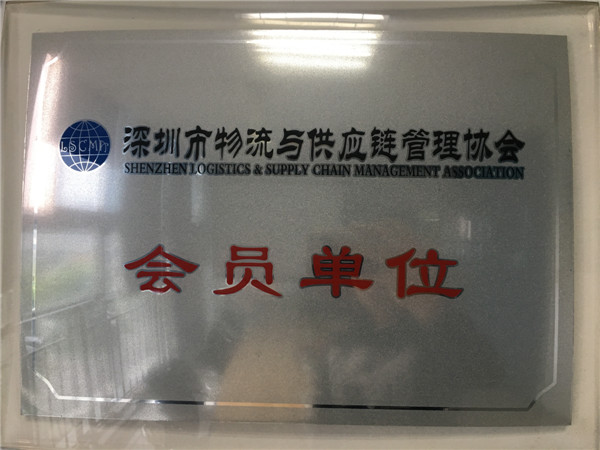 LSCMA
深圳市物流与供应链管理协会
SHENZHEN LOGISTICS & SUPPLY CHAIN MANAGEMENT ASSOCIATION
会员单位